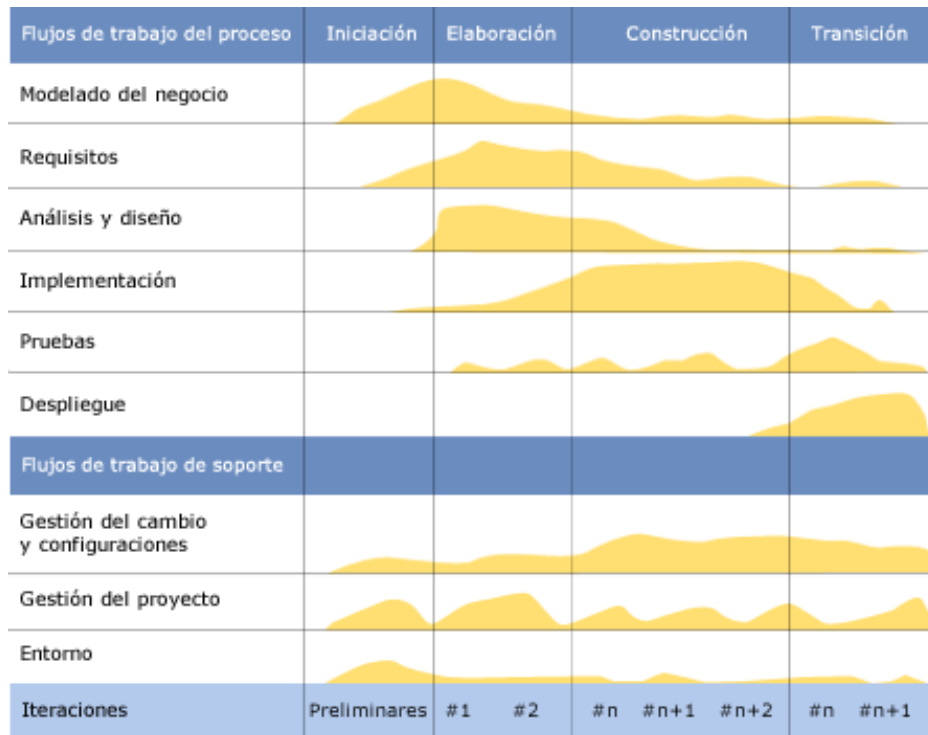 Flujos de trabajo del proceso Iniciación Elaboración Construcción Transición
Modelado del negocio
Requisitos
Análisis y diseño
Implementación
Pruebas
Despliegue
Flujos de trabajo de soporte
Gestión del cambio
y configuraciones
Gestión del proyecto
Entorno
Iteraciones Preliminares #1 #2 #n #n+1 #n+2 #n #n+1